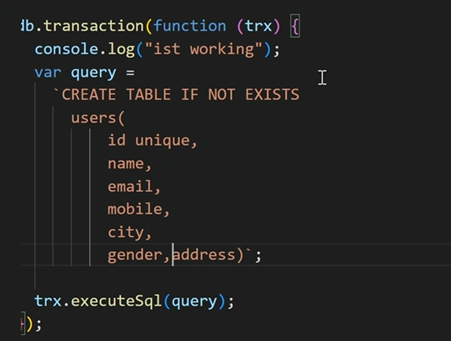 db.transaction(function (trx) {
console.log("ist working");
var query =
`CREATE TABLE IF NOT EXISTS
users(
id unique,
name,
email,
mobile,
city,
gender,address)`;
trx.executeSql(query);
});